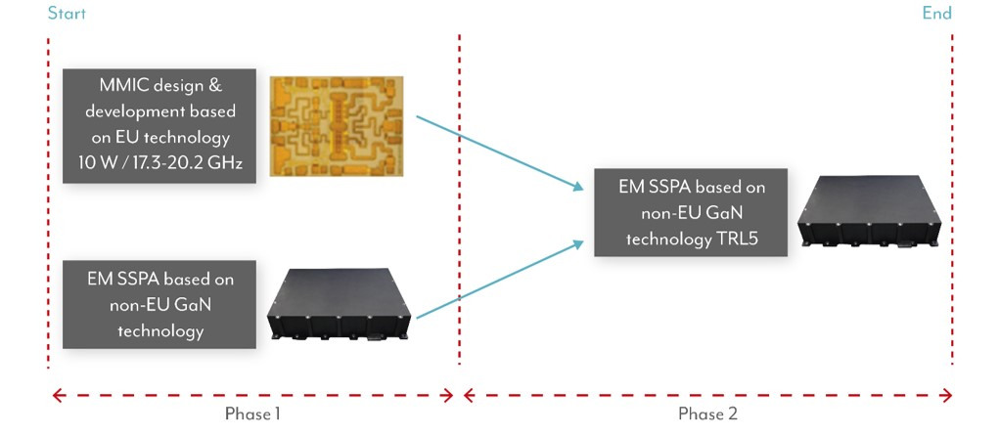 Start
End
MMIC design &
development based
on EU technology
10 W / 17.3-20.2 GHz
EM SSPA based on
non-EU GaN
technology TRL5
EM SSPA based on
non-EU GaN
technology
Phase 1
Phase 2